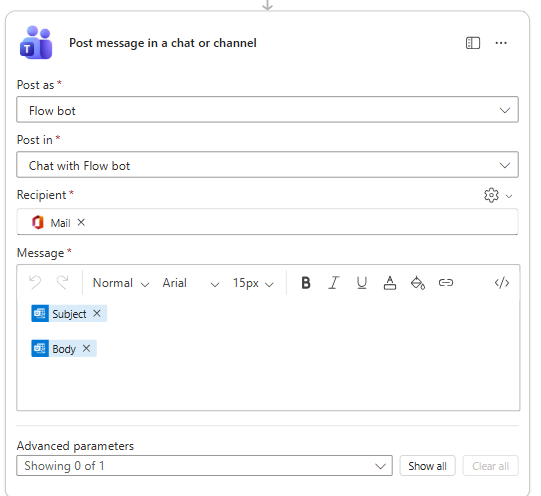 T Post message in a chat or channel
Post as *
Flow bot
Post in *
Chat with Flow bot
Recipient *
Mail
Message *
Normal Arial 15px B I U A </>
Subject
Body
Advanced parameters
Showing 0 of 1 Show all Clear all